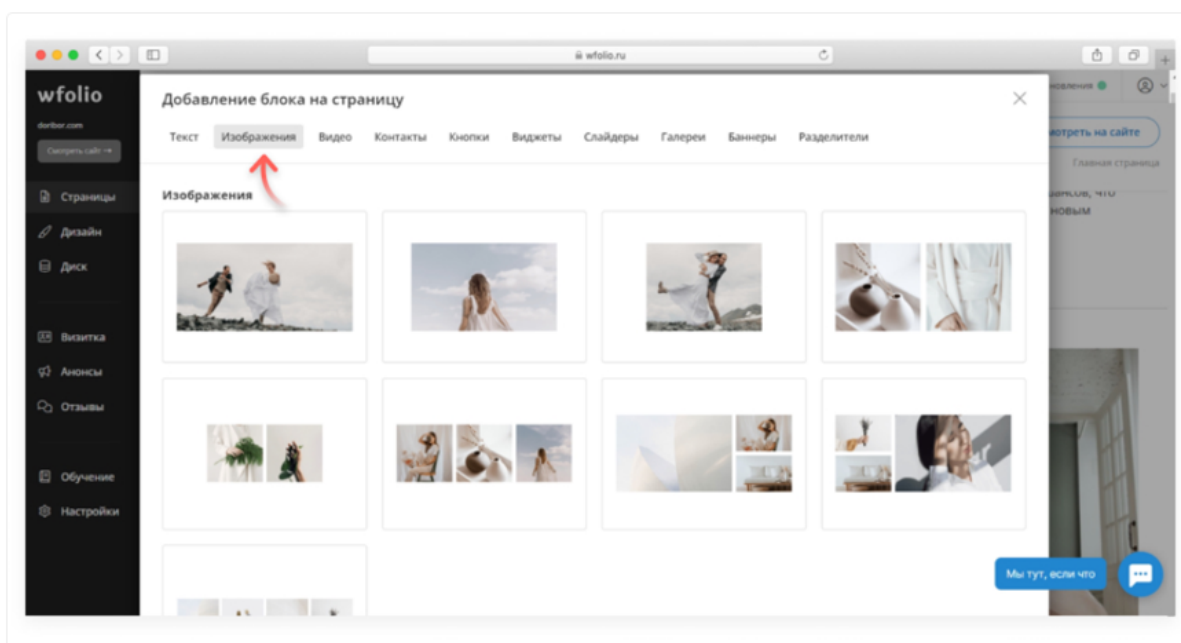 wfolio.ru
wfolio
doribor.com
Смотреть сайт →
Страницы
Дизайн
Диск
Визитка
Анонсы
Отзывы
Обучение
Настройки
Добавление блока на страницу
Текст Изображения Видео Контакты Кнопки Виджеты Слайдеры Галереи Баннеры Разделители
Изображения
новления
мотреть на сайте
Главная страница
ансов, что
новым
Мы тут, если что